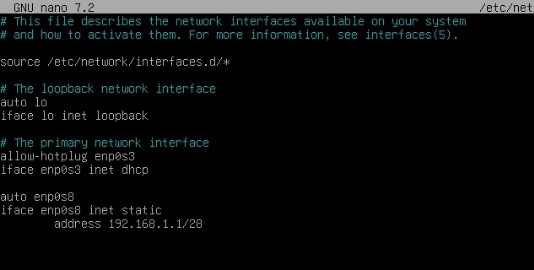 GNU nano 7.2 /etc/net
# This file describes the network interfaces available on your system
# and how to activate them. For more information, see interfaces(5).
source /etc/network/interfaces.d/*
# The loopback network interface
auto lo
iface lo inet loopback
# The primary network interface
allow-hotplug enp0s3
iface enp0s3 inet dhcp
auto enp0s8
iface enp0s8 inet static
address 192.168.1.1/28